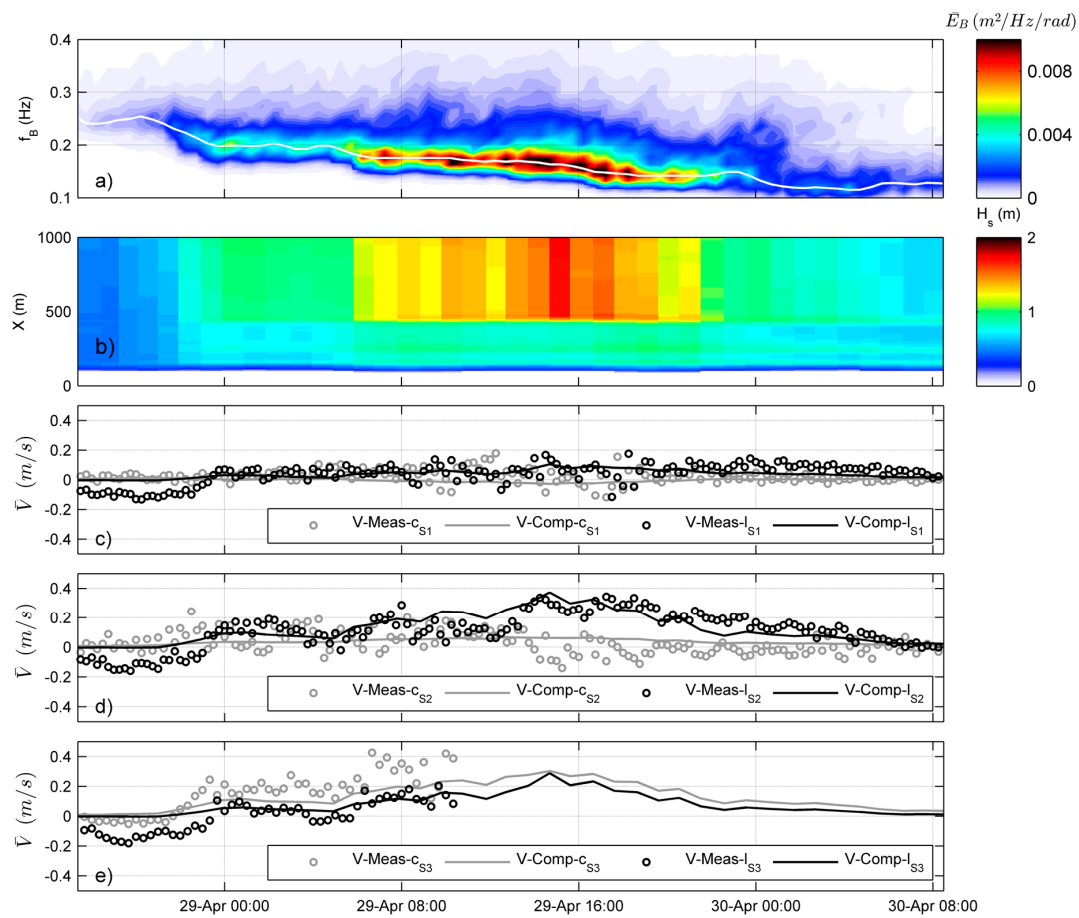 Ē_B (m²/Hz/rad)
0.4
0.3
0.2
0.1
f_B (Hz)
a)
0.008
0.004
0
H_s (m)
1000
500
0
X (m)
b)
2
1
0
0.4
0.2
0
-0.2
-0.4
V̄ (m/s)
c)
V-Meas-c_S1 V-Comp-c_S1 V-Meas-l_S1 V-Comp-l_S1
0.4
0.2
0
-0.2
-0.4
V̄ (m/s)
d)
V-Meas-c_S2 V-Comp-c_S2 V-Meas-l_S2 V-Comp-l_S2
0.4
0.2
0
-0.2
-0.4
V̄ (m/s)
e)
V-Meas-c_S3 V-Comp-c_S3 V-Meas-l_S3 V-Comp-l_S3
29-Apr 00:00 29-Apr 08:00 29-Apr 16:00 30-Apr 00:00 30-Apr 08:00